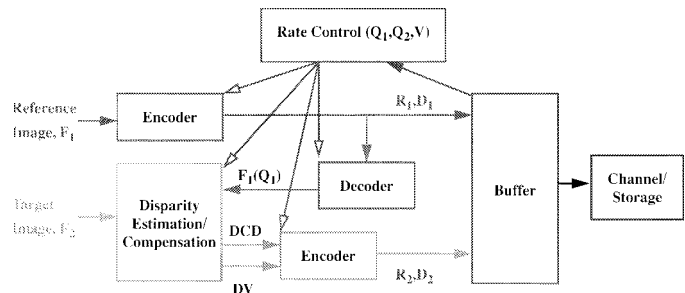 Rate Control (Q1,Q2,V)
Reference
Image, F1
Encoder
R1,D1
F1(Q1)
Decoder
Buffer
Channel/
Storage
Target
Image, F2
Disparity
Estimation/
Compensation
DCD
Encoder
DV
R2,D2